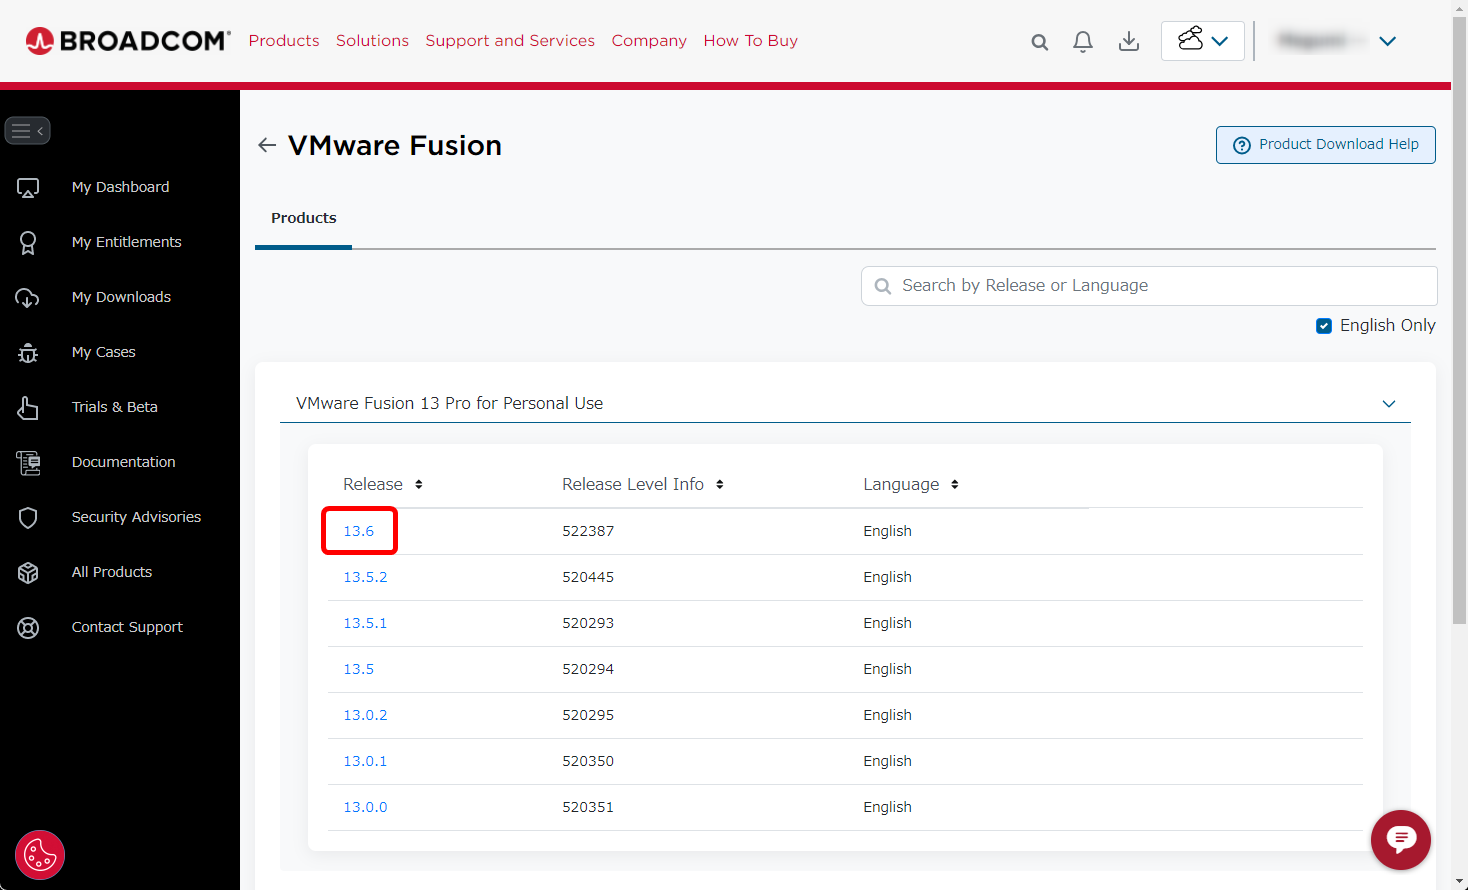 BROADCOM Products Solutions Support and Services Company How To Buy
VMware Fusion
Product Download Help
My Dashboard
My Entitlements
My Downloads
My Cases
Trials & Beta
Documentation
Security Advisories
All Products
Contact Support
Products
Search by Release or Language
English Only
VMware Fusion 13 Pro for Personal Use
Release Release Level Info Language
13.6 522387 English
13.5.2 520445 English
13.5.1 520293 English
13.5 520294 English
13.0.2 520295 English
13.0.1 520350 English
13.0.0 520351 English